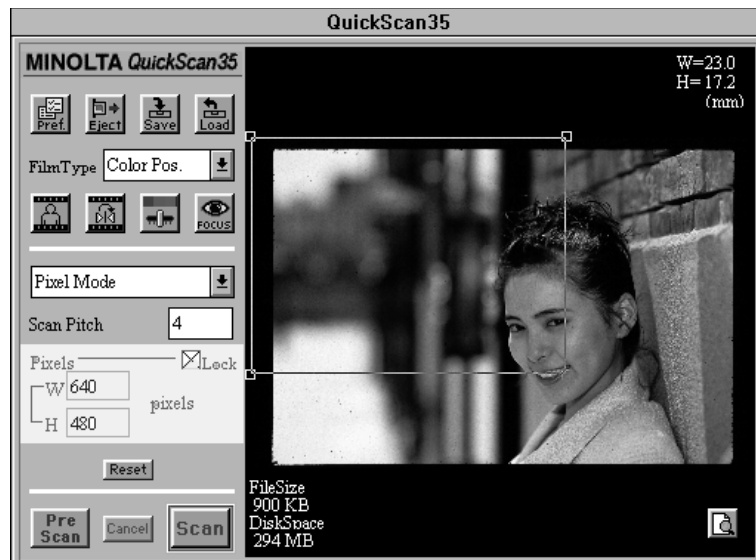 QuickScan35
MINOLTA QuickScan35
Pref.
Eject
Save
Load
FilmType
Color Pos.
FOCUS
Pixel Mode
Scan Pitch
4
Pixels
Lock
W 640
pixels
H 480
Reset
Pre Scan
Cancel
Scan
W=23.0
H= 17.2
(mm)
FileSize
900 KB
DiskSpace
294 MB